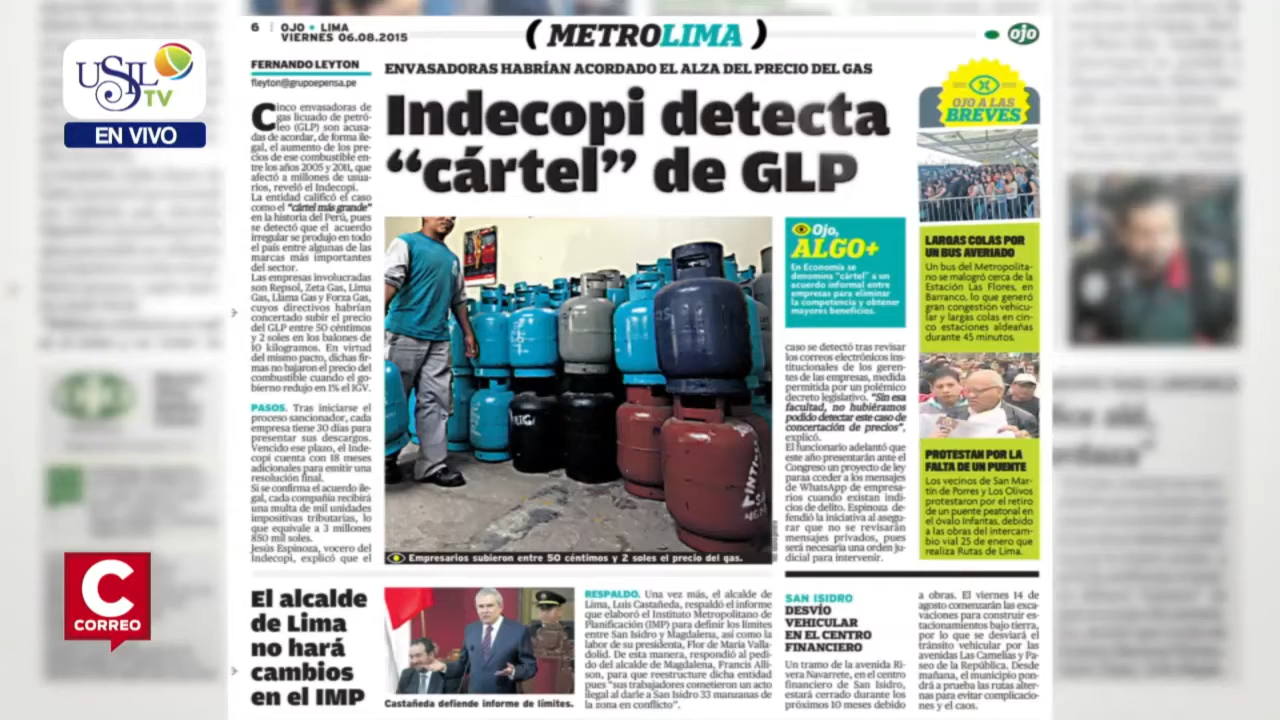 6 OJO • LIMA
VIERNES 06.08.2015
( METROLIMA )
ojo
USIL
TV
EN VIVO
FERNANDO LEYTON
fleyton@grupoepensa.pe
ENVASADORAS HABRÍAN ACORDADO EL ALZA DEL PRECIO DEL GAS
Indecopi detecta
“cártel” de GLP
Cinco envasadoras de
gas licuado de petró-
leo (GLP) son acusa-
das de acordar, de forma ile-
gal, el aumento de los pre-
cios de ese combustible en-
tre los años 2005 y 2011, que
afectó a millones de usua-
rios, reveló el Indecopi.
La entidad calificó el caso
como el “cártel más grande”
en la historia del Perú, pues
se detectó que el acuerdo
irregular se produjo en todo
el país entre algunas de las
marcas más importantes
del sector.
Las empresas involucradas
son Repsol, Zeta Gas, Lima
Gas, Llama Gas y Forza Gas,
cuyos directivos habrían
concertado subir el precio
del GLP entre 50 céntimos
y 2 soles en los balones de
10 kilogramos. En virtud
del mismo pacto, dichas fir-
mas no bajaron el precio del
combustible cuando el go-
bierno redujo en 1% el IGV.
PASOS. Tras iniciarse el
proceso sancionador, cada
empresa tiene 30 días para
presentar sus descargos.
Vencido ese plazo, el Inde-
copi cuenta con 18 meses
adicionales para emitir una
resolución final.
Si se confirma el acuerdo ile-
gal, cada compañía recibirá
una multa de mil unidades
impositivas tributarias, lo
que equivale a 3 millones
850 mil soles.
Jesús Espinoza, vocero del
Indecopi, explicó que el
Empresarios subieron entre 50 céntimos y 2 soles el precio del gas.
Ojo,
ALGO+
En Economía se
denomina “cártel” a un
acuerdo informal entre
empresas para eliminar
la competencia y obtener
mayores beneficios.
caso se detectó tras revisar
los correos electrónicos ins-
titucionales de los gerentes
de las empresas, medida
permitida por un polémico
decreto legislativo. “Sin esa
facultad, no hubiéramos
podido detectar este caso de
concertación de precios”,
explicó.
El funcionario adelantó que
este año presentarán ante el
Congreso un proyecto de ley
paraa cceder a los mensajes
de WhatsApp de empresa-
rios cuando existan indi-
cios de delito. Espinoza de-
fendió la iniciativa al asegu-
rar que no se revisarán
mensajes privados, pues
será necesaria una orden ju-
dicial para intervenir.
OJO A LAS
BREVES
LARGAS COLAS POR
UN BUS AVERIADO
Un bus del Metropolita-
no se malogró cerca de la
Estación Las Flores, en
Barranco, lo que generó
gran congestión vehicu-
lar y largas colas en cin-
co estaciones aldeañas
durante 45 minutos.
PROTESTAN POR LA
FALTA DE UN PUENTE
Los vecinos de San Mar-
tín de Porres y Los Olivos
protestaron por el retiro
de un puente peatonal en
el óvalo Infantas, debido
a las obras del intercam-
bio vial 25 de enero que
realiza Rutas de Lima.
C
CORREO
El alcalde
de Lima
no hará
cambios
en el IMP
Castañeda defiende informe de límites.
RESPALDO. Una vez más, el alcalde de
Lima, Luis Castañeda, respaldó el informe
que elaboró el Instituto Metropolitano de
Planificación (IMP) para definir los límites
entre San Isidro y Magdalena, así como la
labor de su presidenta, Flor de María Valla-
dolid. De esta manera, respondió al pedi-
do del alcalde de Magdalena, Francis Alli-
son, para que reestructure dicha entidad
pues “sus trabajadores cometieron un acto
ilegal al darle a San Isidro 33 manzanas de
la zona en conflicto”.
SAN ISIDRO
DESVÍO
VEHICULAR
EN EL CENTRO
FINANCIERO
Un tramo de la avenida Ri-
vera Navarrete, en el centro
financiero de San Isidro,
estará cerrado durante los
próximos 10 meses debido
a obras. El viernes 14 de
agosto comenzarán las exca-
vaciones para construir es-
tacionamientos bajo tierra,
por lo que se desviará el
tránsito vehicular por las
avenidas Las Camelias y Pa-
seo de la República. Desde
mañana, el municipio pon-
drá a prueba las rutas alter-
nas para evitar complicacio-
nes y el caos.